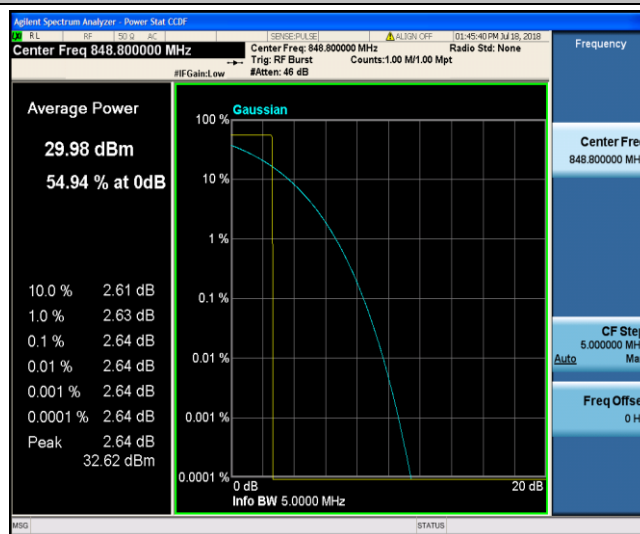 Agilent Spectrum Analyzer - Power Stat CCDF
RL RF 50 Ω AC SENSE:PULSE ALIGN OFF 01:45:40 PM Jul 18, 2018
Center Freq 848.800000 MHz
Center Freq: 848.800000 MHz Radio Std: None
Trig: RF Burst Counts:1.00 M/1.00 Mpt
#IFGain:Low #Atten: 46 dB
Frequency
Average Power
29.98 dBm
54.94 % at 0dB
10.0 % 2.61 dB
1.0 % 2.63 dB
0.1 % 2.64 dB
0.01 % 2.64 dB
0.001 % 2.64 dB
0.0001 % 2.64 dB
Peak 2.64 dB
32.62 dBm
Gaussian
100 %
10 %
1 %
0.1 %
0.01 %
0.001 %
0.0001 %
0 dB 20 dB
Info BW 5.0000 MHz
Center Fre
848.800000 MH
CF Step
5.000000 MH
Auto Ma
Freq Offse
0 H
MSG STATUS